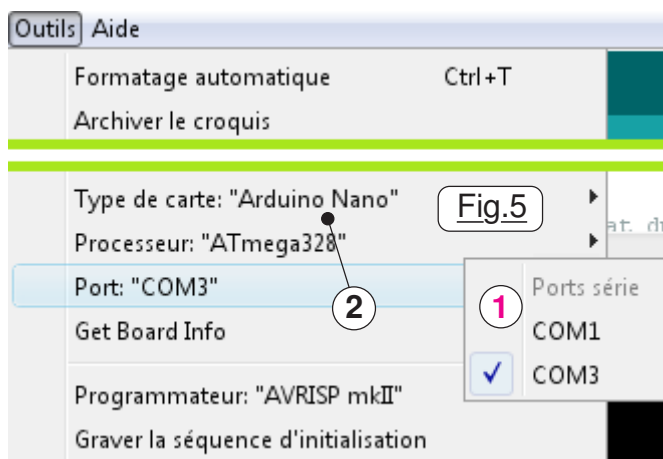 Outils Aide
Formatage automatique Ctrl+T
Archiver le croquis
Type de carte: "Arduino Nano"
Fig.5
Processeur: "ATmega328"
at. d
Port: "COM3"
2
1
Ports série
Get Board Info
COM1
COM3
Programmateur: "AVRISP mkII"
Graver la séquence d'initialisation